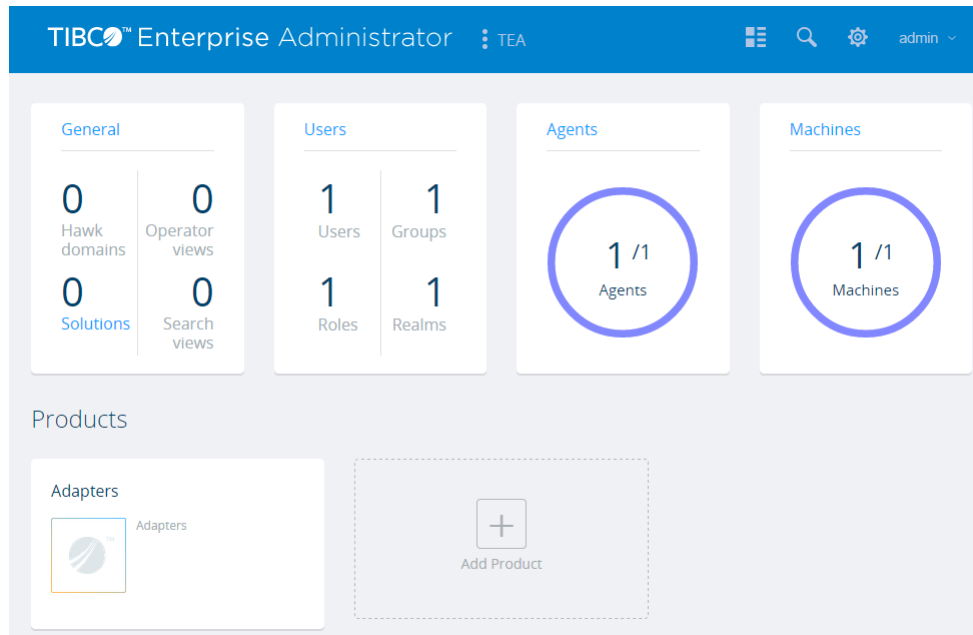 TIBCO™ Enterprise Administrator TEA admin
General
0
Hawk
domains
0
Operator
views
0
Solutions
0
Search
views
Users
1
Users
1
Groups
1
Roles
1
Realms
Agents
1 /1
Agents
Machines
1 /1
Machines
Products
Adapters
Adapters
TM
Add Product